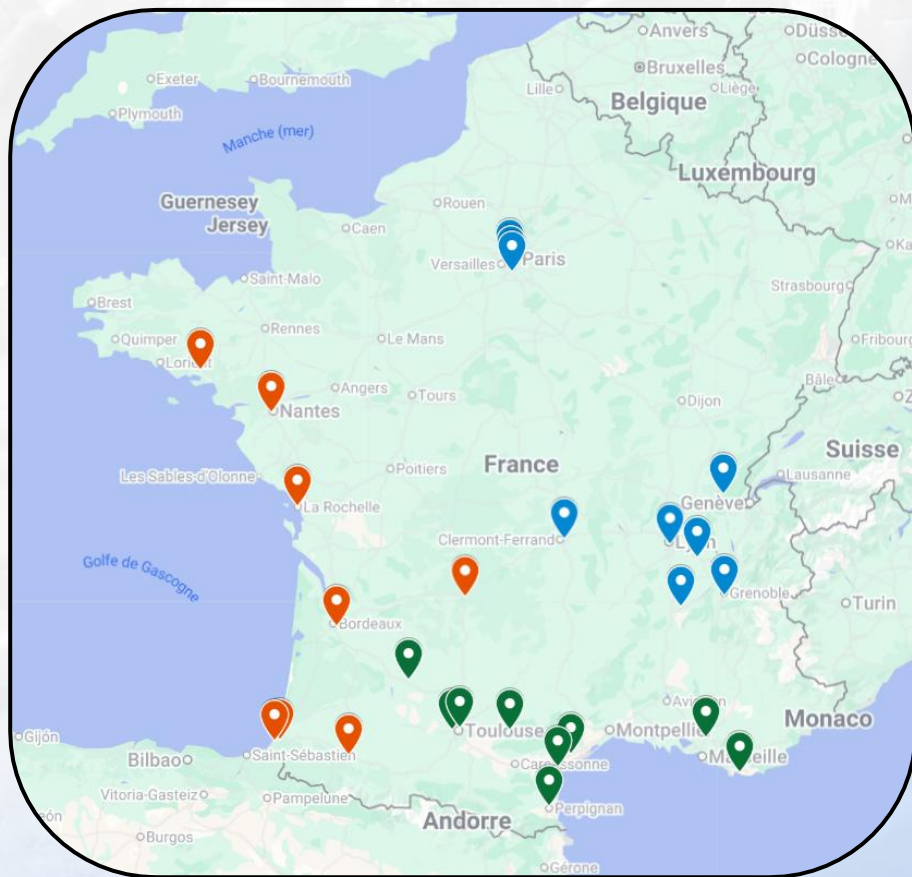 Anvers
Düsse
Exeter
Bournemouth
Bruxelles
Cologne
Lille
Liège
Belgique
Plymouth
Manche (mer)
Luxembourg
Guernesey
Jersey
Rouen
Caen
Versailles
Paris
Saint-Malo
Strasbourg
Brest
Rennes
Quimper
Le Mans
Fribourg
Lorient
Bâle
Angers
Tours
Dijon
Nantes
Suisse
Les Sables-d'Olonne
Poitiers
France
Lausanne
Genève
La Rochelle
Clermont-Ferrand
Lyon
Golfe de Gascogne
Grenoble
Turin
Bordeaux
Avignon
Monaco
Gijón
Toulouse
Montpellier
Bilbao
Saint-Sébastien
Marseille
Carcassonne
Vitoria-Gasteiz
Pampelune
Perpignan
Andorre
Burgos
Gérone